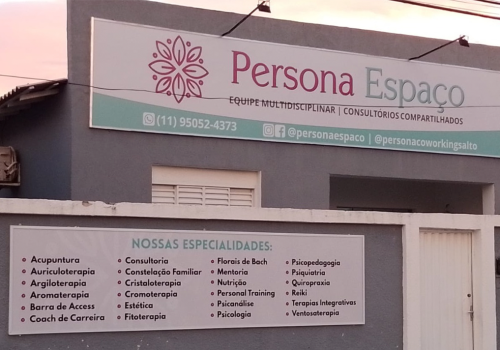 Persona Espaço
EQUIPE MULTIDISCIPLINAR | CONSULTÓRIOS COMPARTILHADOS
(11) 95052-4373
@personaespaco | @personacoworkingsalto
NOSSAS ESPECIALIDADES:
Acupuntura
Auriculoterapia
Argiloterapia
Aromaterapia
Barra de Access
Coach de Carreira
Consultoria
Constelação Familiar
Cristaloterapia
Cromoterapia
Estética
Fitoterapia
Florais de Bach
Mentoria
Nutrição
Personal Training
Psicanálise
Psicologia
Psicopedagogia
Psiquiatria
Quiropraxia
Reiki
Terapias Integrativas
Ventosaterapia